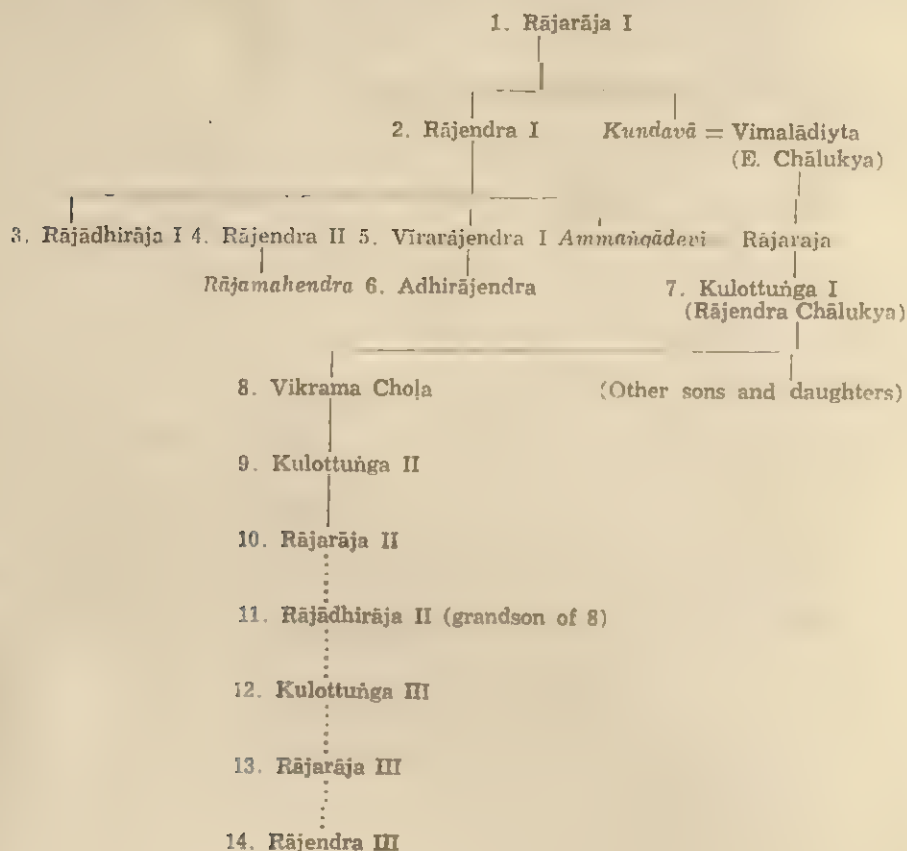 1. Rājarāja I
2. Rājendra I Kundavā = Vimalādiyta
(E. Chālukya)
3. Rājādhirāja I 4. Rājendra II 5. Vīrarājendra I Ammaṅgādevi Rājaraja
Rājamahendra 6. Adhirājendra 7. Kulottuṅga I
(Rājendra Chālukya)
8. Vikrama Choḷa (Other sons and daughters)
9. Kulottuṅga II
10. Rājarāja II
11. Rājādhirāja II (grandson of 8)
12. Kulottuṅga III
13. Rājarāja III
14. Rājendra III